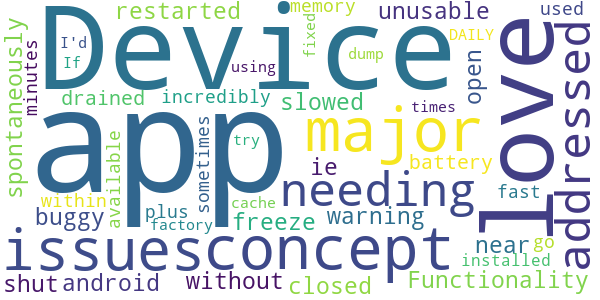 restarted memory unusable used
Device love
I'd If minutes fixed dump DAILY
spontaneously using open addressed
drained incredibly slowed times
app major
available sometimes try ie battery
within cache needing fast
buggy plus factory freeze warning near go
issues concept installed
shut android without closed Functionality